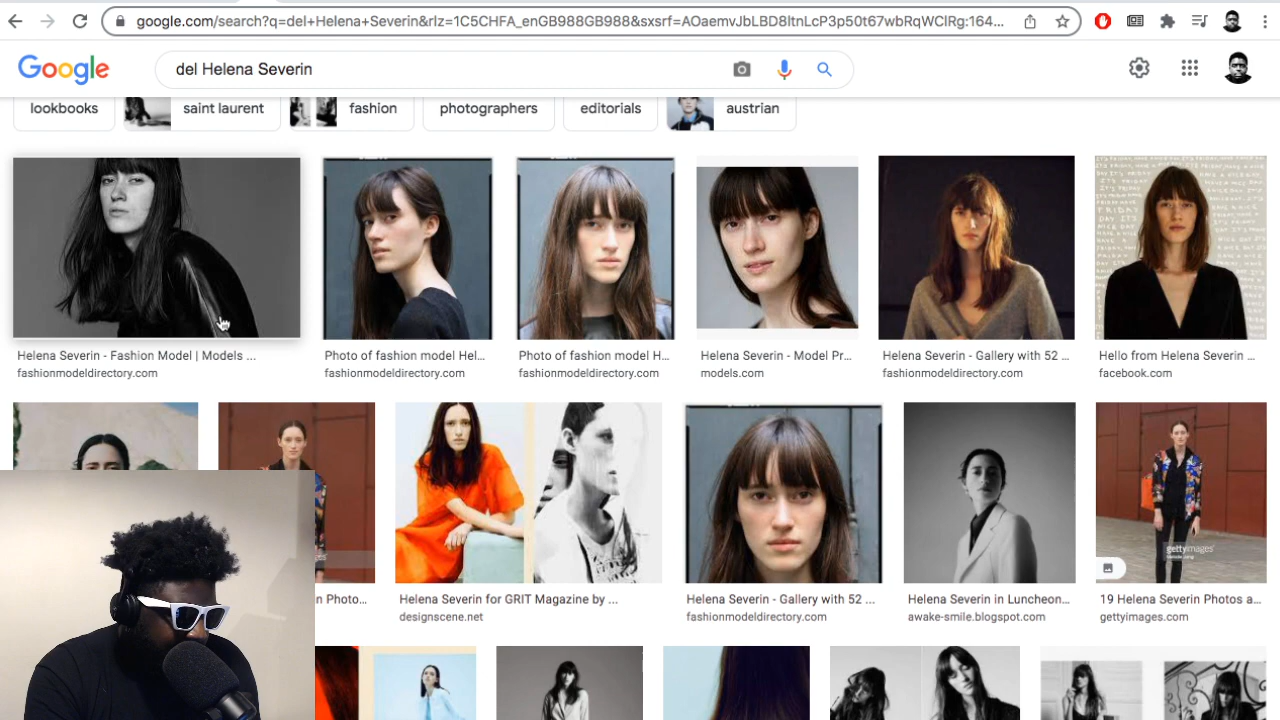 google.com/search?q=del+Helena+Severin&rlz=1C5CHFA_enGB988GB988&sxsrf=AOaemvJbLBD8ltnLcP3p50t67wbRqWClRg:164...
Google
del Helena Severin
lookbooks
saint laurent
fashion
photographers
editorials
austrian
Helena Severin - Fashion Model | Models ...
fashionmodeldirectory.com
Photo of fashion model Hel...
fashionmodeldirectory.com
Photo of fashion model H...
fashionmodeldirectory.com
Helena Severin - Model Pr...
models.com
Helena Severin - Gallery with 52 ...
fashionmodeldirectory.com
Hello from Helena Severin ...
facebook.com
n Photo...
Helena Severin for GRIT Magazine by ...
designscene.net
Helena Severin - Gallery with 52 ...
fashionmodeldirectory.com
Helena Severin in Luncheon...
awake-smile.blogspot.com
gettyimages
19 Helena Severin Photos a...
gettyimages.com